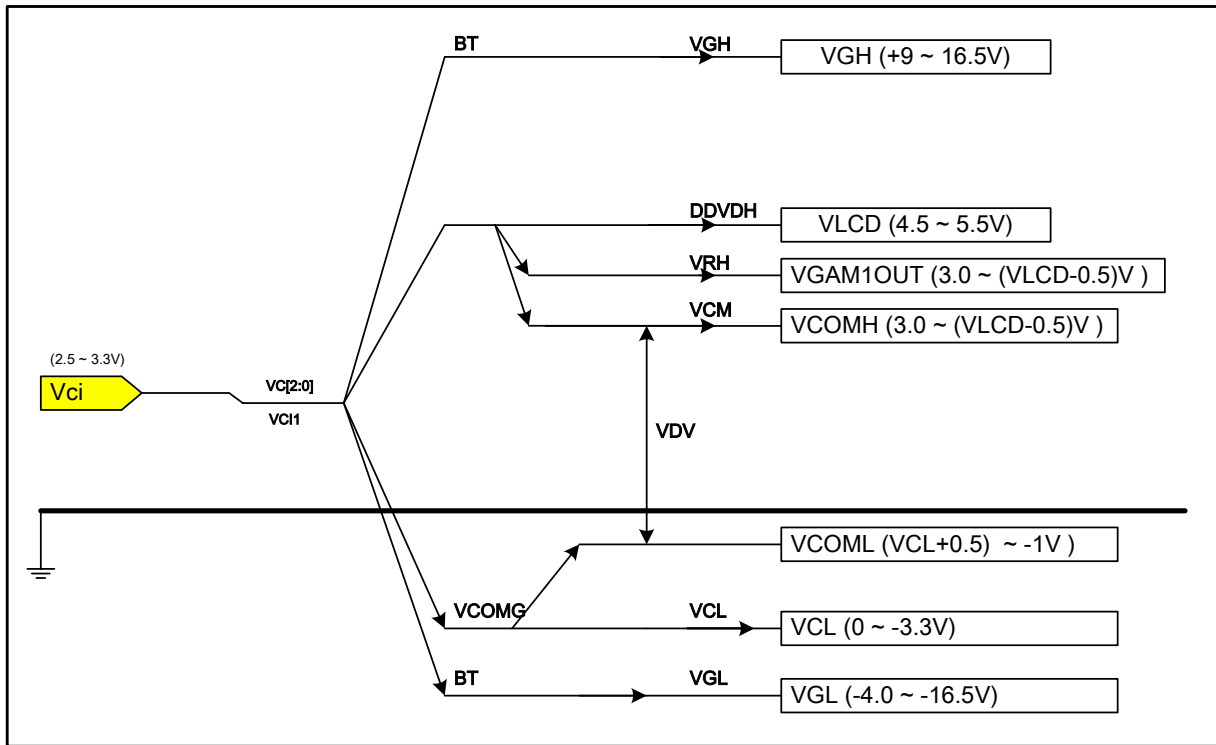 BT
VGH
VGH (+9 ~ 16.5V)
DDVDH
VLCD (4.5 ~ 5.5V)
VRH
VGAM1OUT (3.0 ~ (VLCD-0.5)V )
VCM
VCOMH (3.0 ~ (VLCD-0.5)V )
(2.5 ~ 3.3V)
Vci
VC[2:0]
VCI1
VDV
VCOML (VCL+0.5) ~ -1V )
VCOMG
VCL
VCL (0 ~ -3.3V)
BT
VGL
VGL (-4.0 ~ -16.5V)